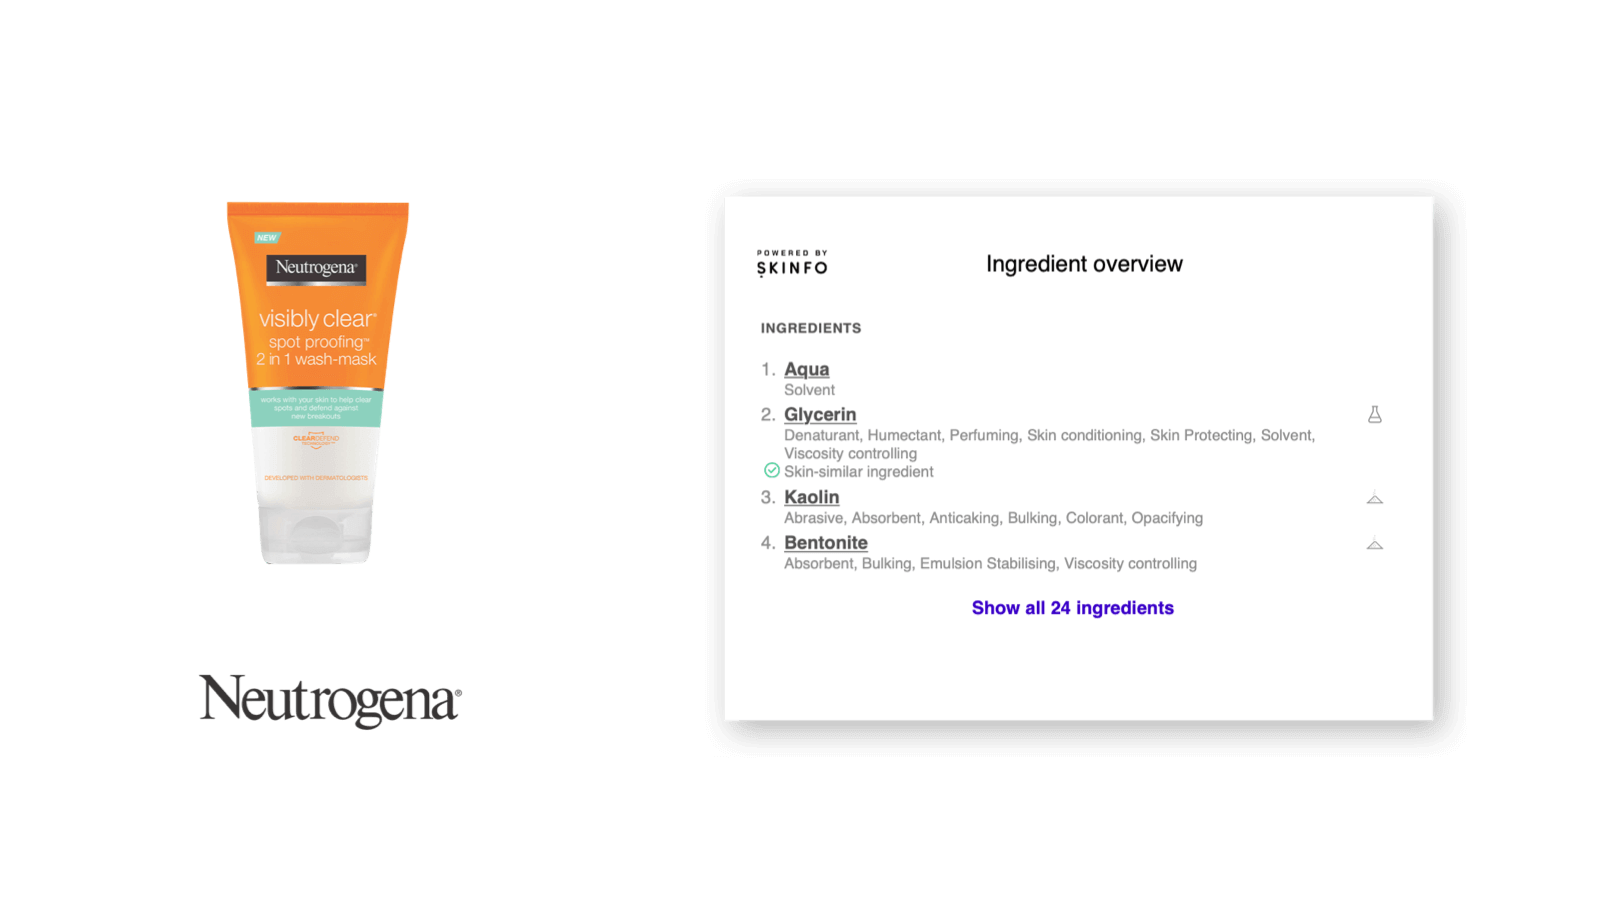 NEW
Neutrogena®
visibly clear®
spot proofing™
2 in 1 wash-mask
works with your skin to help clear
spots and defend against
new breakouts
CLEARDEFEND
TECHNOLOGY™
DEVELOPED WITH DERMATOLOGISTS
Neutrogena®
POWERED BY
SKINFO
Ingredient overview
INGREDIENTS
1. Aqua
Solvent
2. Glycerin
Denaturant, Humectant, Perfuming, Skin conditioning, Skin Protecting, Solvent,
Viscosity controlling
Skin-similar ingredient
3. Kaolin
Abrasive, Absorbent, Anticaking, Bulking, Colorant, Opacifying
4. Bentonite
Absorbent, Bulking, Emulsion Stabilising, Viscosity controlling
Show all 24 ingredients